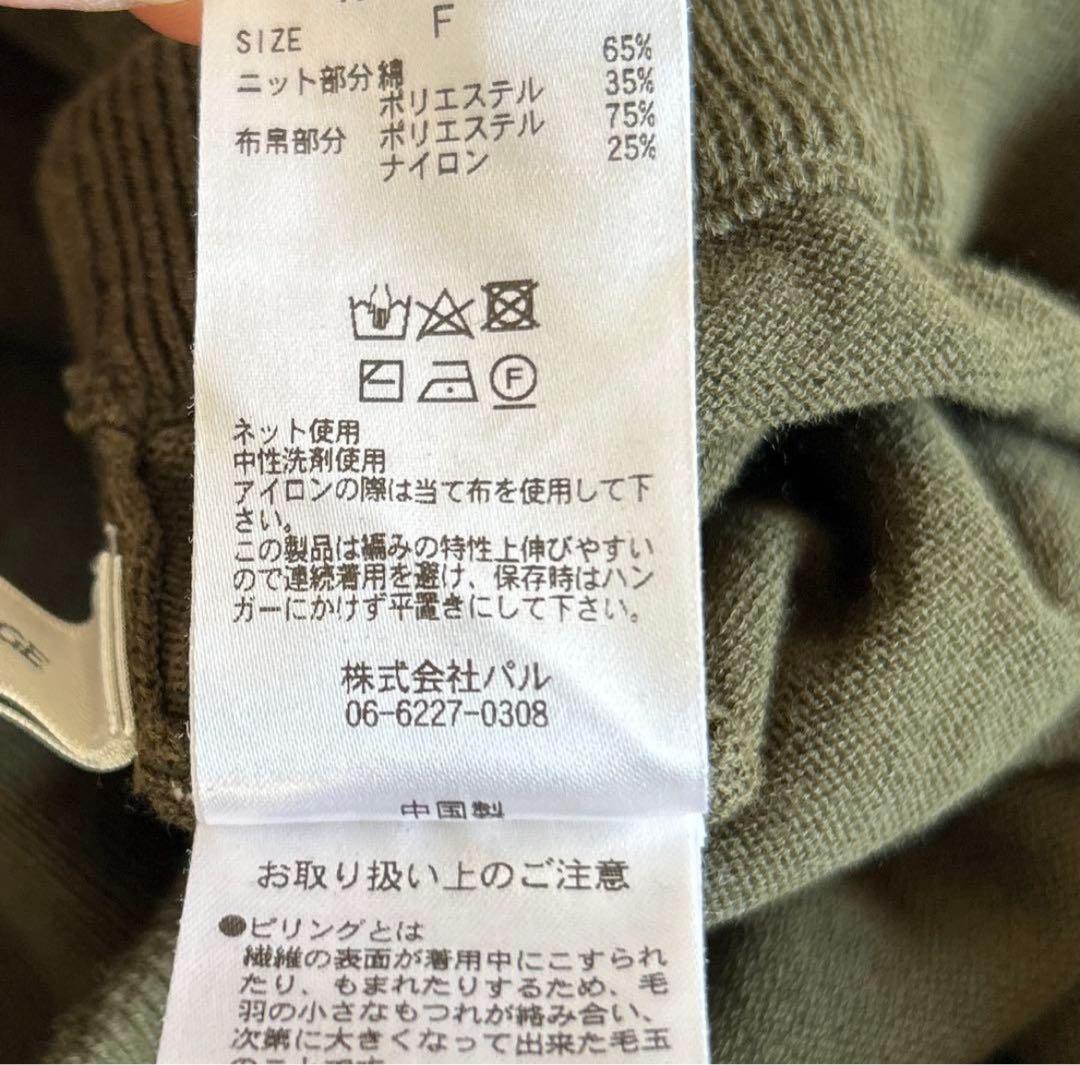 SIZE F
ニット部分 綿 65%
ポリエステル 35%
布帛部分 ポリエステル 75%
ナイロン 25%
F
ネット使用
中性洗剤使用
アイロンの際は当て布を使用して下
さい。
この製品は編みの特性上伸びやすい
ので連続着用を避け、保存時はハン
ガーにかけず平置きにして下さい。
株式会社パル
06-6227-0308
中国製
GE
お取り扱い上のご注意
●ピリングとは
繊維の表面が着用中にこすられ
たり、もまれたりするため、毛
羽の小さなもつれが絡み合い、
次第に大きくなって出来た毛玉
のことです